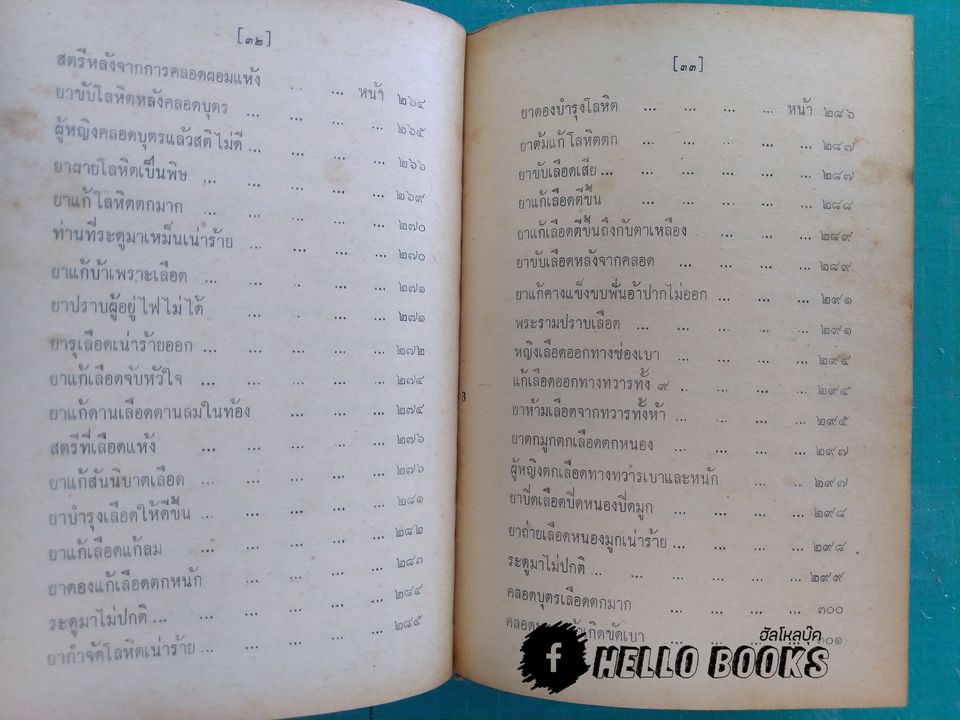 [๓๒]
สตรีหลังจากการคลอดผอมแห้ง ... ... หน้า ๒๖๔
ยาขับโลหิตหลังคลอดบุตร ... ... ... ๒๖๕
ผู้หญิงคลอดบุตรแล้วสติไม่ดี ... ... ... ... ๒๖๖
ยาผายโลหิตเป็นพิษ ... ... ... ... ๒๖๙
ยาแก้โลหิตตกมาก ... ... ... ... ๒๗๐
ท่านที่ระดูมาเหม็นเน่าร้าย ... ... ... ... ๒๗๐
ยาแก้บ้าเพราะเลือด ... ... ... ... ๒๗๑
ยาปราบผู้อยู่ไฟไม่ได้ ... ... ... ๒๗๑
ยารุเลือดเน่าร้ายออก ... ... ... ... ๒๗๒
ยาแก้เลือดจับหัวใจ ... ... ... ... ๒๗๔
ยาแก้ดานเลือดดานลมในท้อง ... ... ... ๒๗๔
สตรีที่เลือดแห้ง ... ... ... ... ๒๗๖
ยาแก้สันนิบาตเลือด ... ... ... ... ๒๗๖
ยาบำรุงเลือดให้ดีขึ้น ... ... ... ... ๒๘๑
ยาแก้เลือดแก้ลม ... ... ... ... ๒๘๒
ยาดองแก้เลือดตกหนัก ... ... ... ... ๒๘๓
ระดูมาไม่ปกติ ... ... ... ... ... ๒๘๔
ยากำจัดโลหิตเน่าร้าย ... ... ... ... ๒๘๕
[๓๓]
ยาดองบำรุงโลหิต ... ... ... ... หน้า ๒๘๖
ยาต้มแก้โลหิตตก ... ... ... ... ๒๘๗
ยาขับเลือดเสีย ... ... ... ... ... ๒๘๗
ยาแก้เลือดตีขึ้น ... ... ... ... ๒๘๘
ยาแก้เลือดตีขึ้นถึงกับตาเหลือง ... ... ... ๒๘๙
ยาขับเลือดหลังจากคลอด ... ... ... ... ๒๘๙
ยาแก้คางแข็งขบฟันอ้าปากไม่ออก ... ... ... ๒๙๑
พระรามปราบเลือด ... ... ... ... ๒๙๑
หญิงเลือดออกทางช่องเบา ... ... ... ... ๒๙๔
แก้เลือดออกทางทวารทั้ง ๙ .. ... ... ... ๒๙๔
ยาห้ามเลือดจากทวารทั้งห้า ... ... ... ... ๒๙๕
ยาตกมูกตกเลือดตกหนอง ... ... ... ๒๙๗
ผู้หญิงตกเลือดทางทวารเบาและหนัก ... ... ๒๙๗
ยาบิดเลือดบิดหนองบิดมูก ... ... ... ๒๙๘
ยาถ่ายเลือดหนองมูกเน่าร้าย ... ... ... ... ๒๙๘
ระดูมาไม่ปกติ ... ... ... ... ... ๒๙๙
คลอดบุตรเลือดตกมาก ... ... ... ... ๓๐๐
เกิดขัดเบา ... ... ... ... ๓๐๑
3
ฮัลโหลบุ๊ค
f HELLO BOOKS